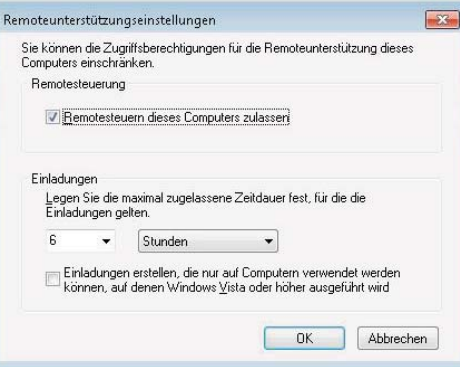 Remoteunterstützungseinstellungen
Sie können die Zugriffsberechtigungen für die Remoteunterstützung dieses
Computers einschränken.
Remotesteuerung
Remotesteuern dieses Computers zulassen
Einladungen
Legen Sie die maximal zugelassene Zeitdauer fest, für die die
Einladungen gelten.
6 Stunden
Einladungen erstellen, die nur auf Computern verwendet werden
können, auf denen Windows Vista oder höher ausgeführt wird
OK Abbrechen